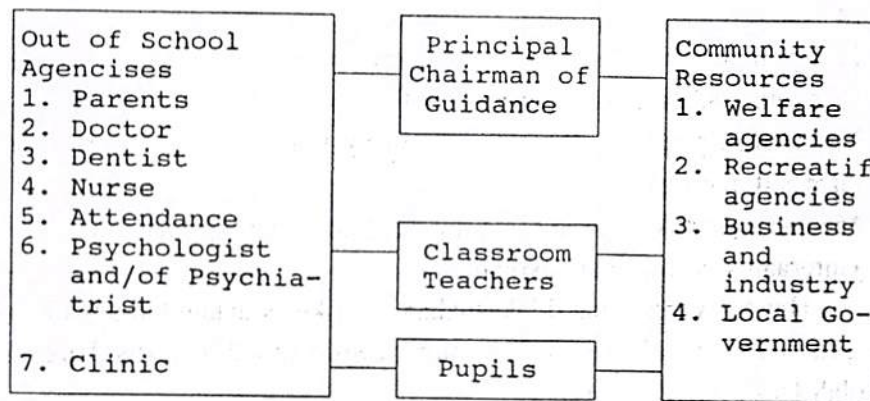 Out of School
Agencises
1. Parents
2. Doctor
3. Dentist
4. Nurse
5. Attendance
6. Psychologist
and/of Psychia-
trist
7. Clinic
Principal
Chairman of
Guidance
Classroom
Teachers
Pupils
Community
Resources
1. Welfare
agencies
2. Recreatif
agencies
3. Business
and
industry
4. Local Go-
vernment